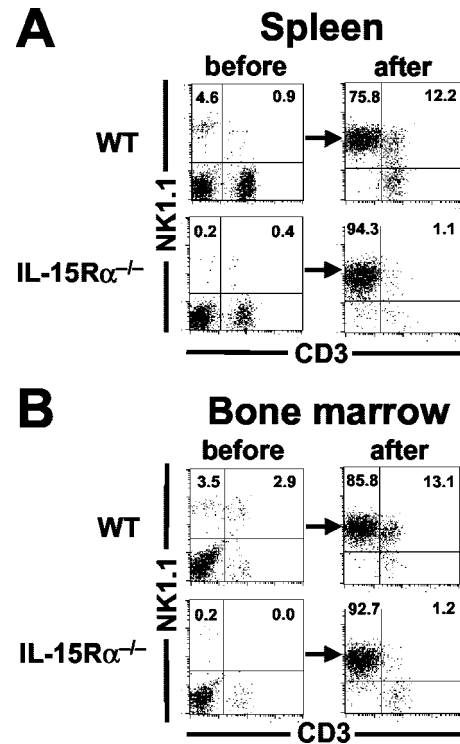 A
Spleen
before after
4.6 0.9 75.8 12.2
WT
NK1.1
0.2 0.4 94.3 1.1
IL-15Rα–/–
CD3
B
Bone marrow
before after
3.5 2.9 85.8 13.1
WT
NK1.1
0.2 0.0 92.7 1.2
IL-15Rα–/–
CD3